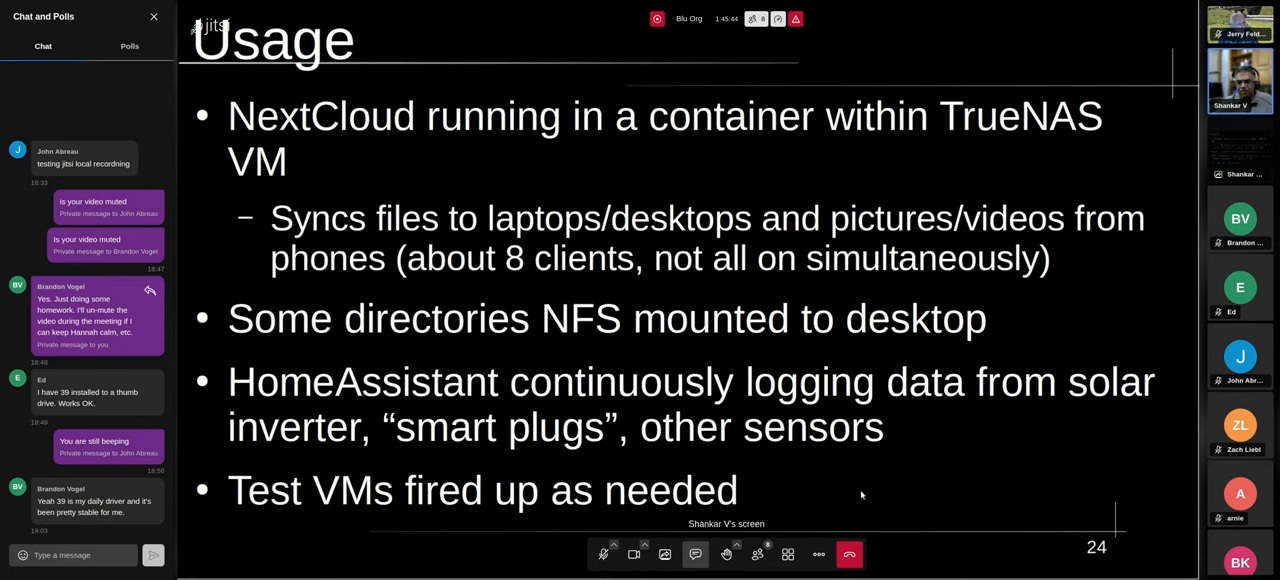 Chat and Polls
Chat
Polls
John Abreau
testing jitsi local recordning
18:33
is your video muted
Private message to John Abreau
Is your video muted
Private message to Brandon Vogel
18:47
BV
Brandon Vogel
Yes. Just doing some
homework. I'll un-mute the
video during the meeting if I
can keep Hannah calm, etc.
Private message to you
18:48
E
Ed
I have 39 installed to a thumb
drive. Works OK.
18:49
You are still beeping
Private message to John Abreau
18:56
BV
Brandon Vogel
Yeah 39 is my daily driver and it's
been pretty stable for me.
19:03
Type a message
jitsi
Blu Org
1:45:44
8
Usage
• NextCloud running in a container within TrueNAS
VM
– Syncs files to laptops/desktops and pictures/videos from
phones (about 8 clients, not all on simultaneously)
• Some directories NFS mounted to desktop
• HomeAssistant continuously logging data from solar
inverter, “smart plugs”, other sensors
• Test VMs fired up as needed
Shankar V's screen
8
24
Jerry Feld...
Shankar V
Shankar ...
BV
Brandon ...
E
Ed
J
John Abr...
ZL
Zach Liebl
A
arnie
BK